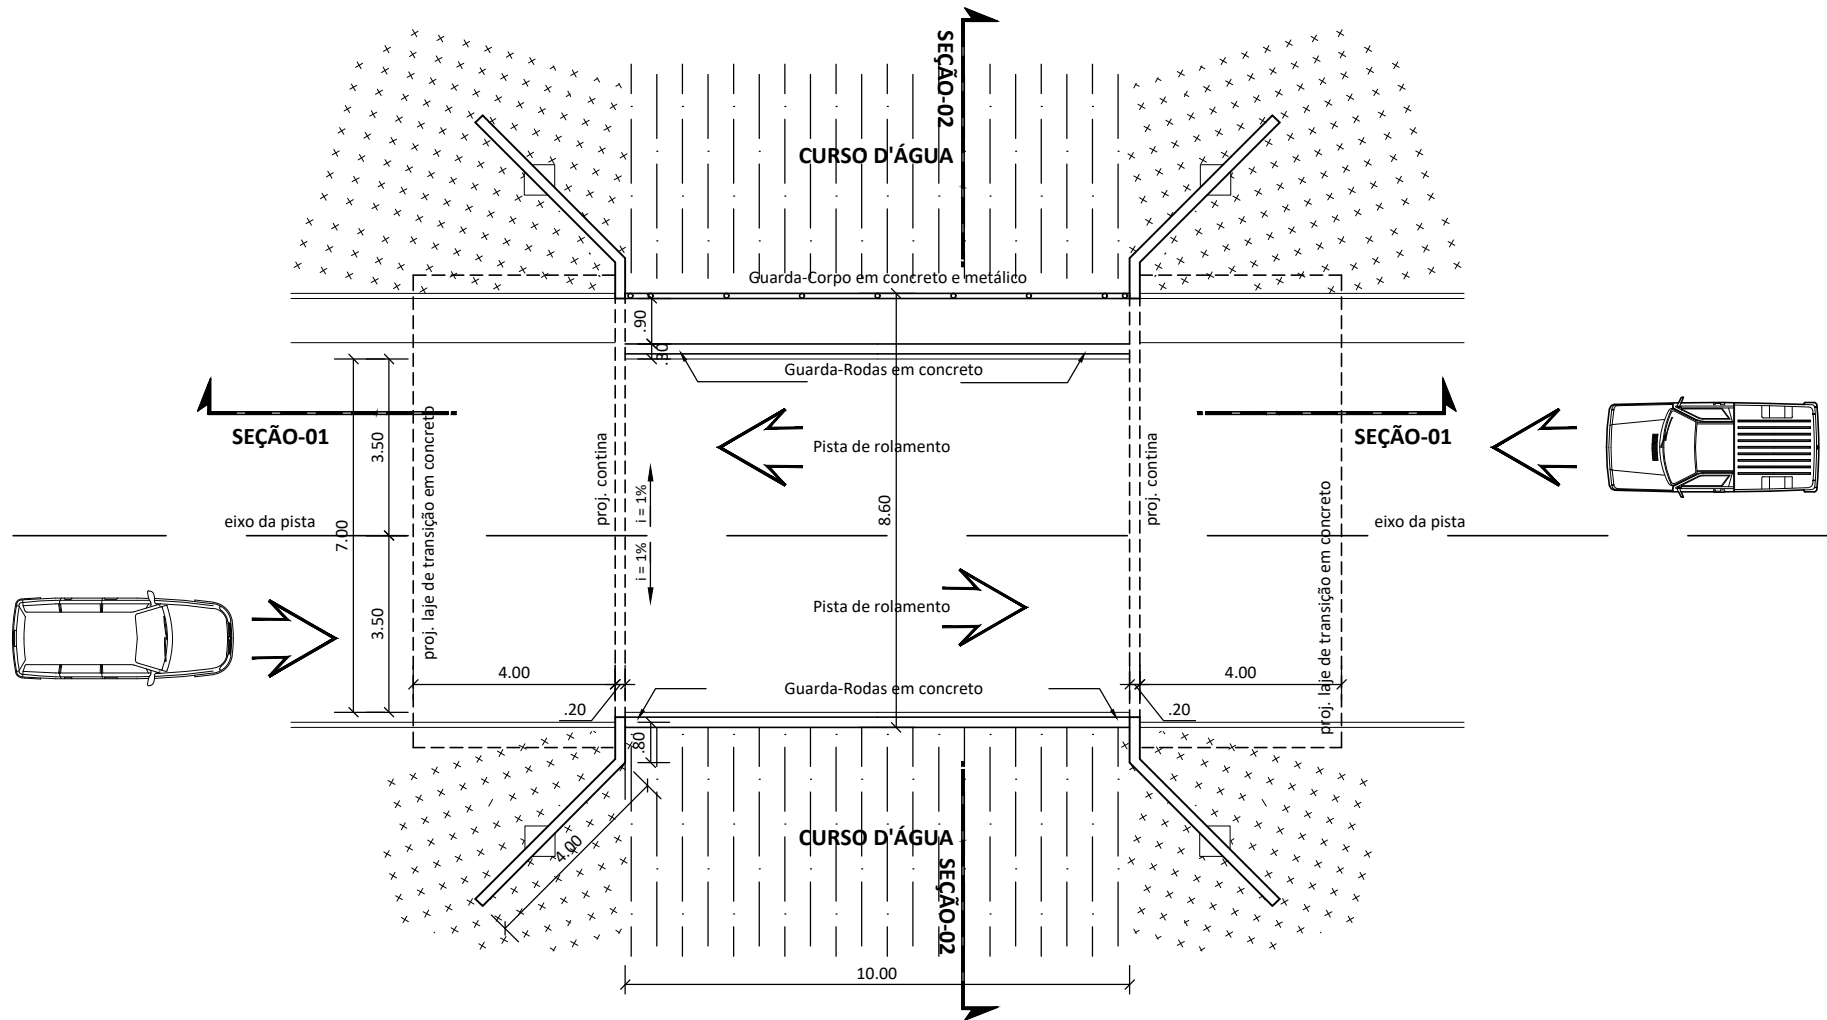 SEÇÃO-02
CURSO D'ÁGUA
Guarda-Corpo em concreto e metálico
.90
.30
Guarda-Rodas em concreto
SEÇÃO-01
SEÇÃO-01
3.50
proj. laje de transição em concreto
proj. contina
Pista de rolamento
proj. contina
i = 1%
8.60
eixo da pista
eixo da pista
7.00
i = 1%
Pista de rolamento
3.50
proj. laje de transição em concreto
4.00
Guarda-Rodas em concreto
4.00
.20
.20
.80
CURSO D'ÁGUA
4.00
SEÇÃO-02
10.00